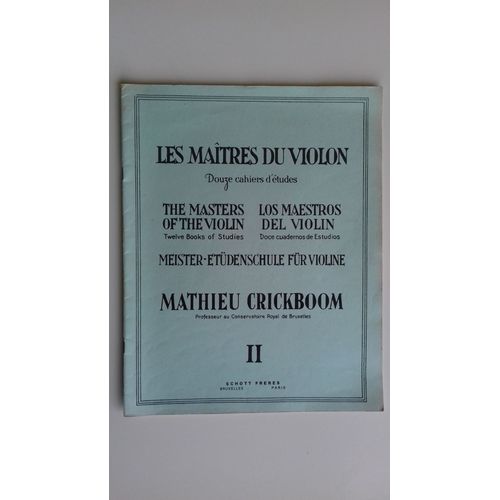 LES MAÎTRES DU VIOLON
Douze cahiers d'études
THE MASTERS
OF THE VIOLIN
Twelve Books of Studies
LOS MAESTROS
DEL VIOLIN
Doce cuadernos de Estudios
MEISTER-ETÜDENSCHULE FÜR VIOLINE
MATHIEU CRICKBOOM
Professeur au Conservatoire Royal de Bruxelles
II
SCHOTT FRERES
BRUXELLES PARIS